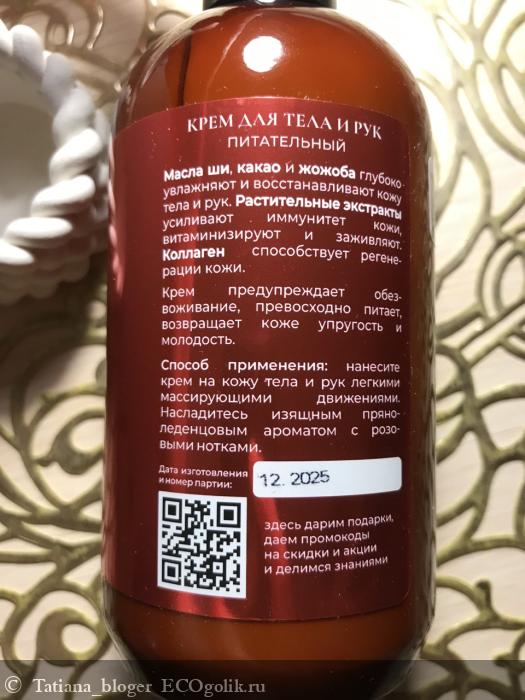 КРЕМ ДЛЯ ТЕЛА И РУК
ПИТАТЕЛЬНЫЙ
Масла ши, какао и жожоба глубоко
увлажняют и восстанавливают кожу
тела и рук. Растительные экстракты
усиливают иммунитет кожи,
витаминизируют и заживляют.
Коллаген способствует регене-
рации кожи.
Крем предупреждает обез-
воживание, превосходно питает,
возвращает коже упругость и
молодость.
Способ применения: нанесите
крем на кожу тела и рук легкими
массирующими движениями.
Насладитесь изящным пряно-
леденцовым ароматом с розо-
выми нотками.
Дата изготовления
и номер партии:
12. 2025
здесь дарим подарки,
даем промокоды
на скидки и акции
и делимся знаниями
© Tatiana_bloger ECOgolik.ru